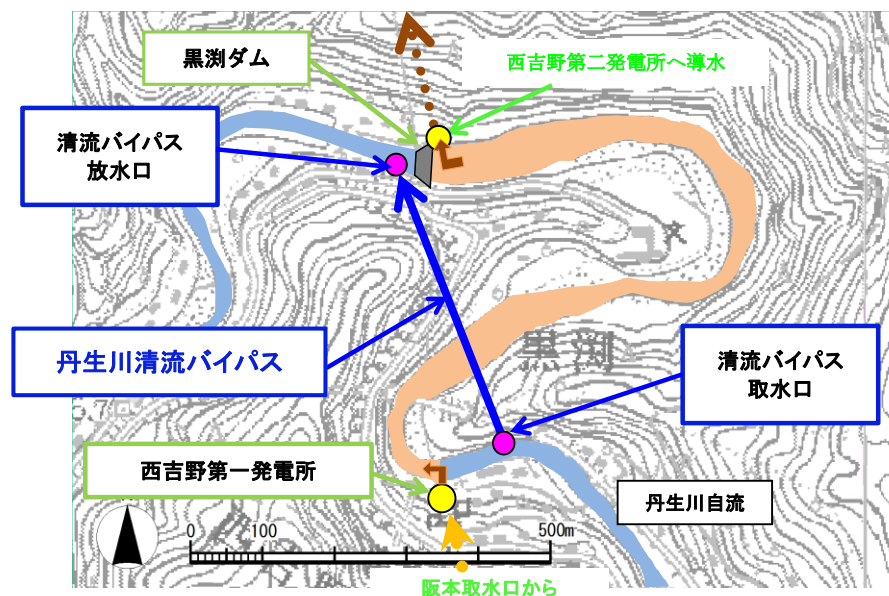 黒渕ダム
西吉野第二発電所へ導水
清流バイパス
放水口
丹生川清流バイパス
黒渕
清流バイパス
取水口
西吉野第一発電所
丹生川自流
0 100 500m
阪本取水口から